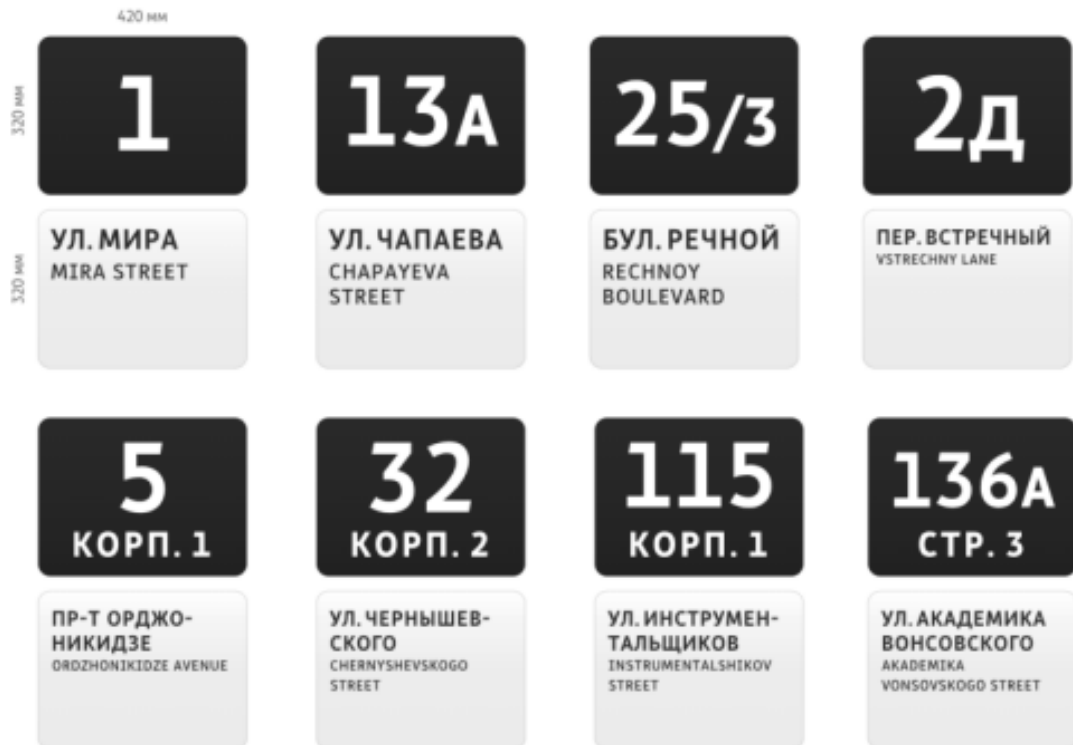 420 мм
320 мм
1
13А
25/3
2Д
320 мм
УЛ. МИРА
MIRA STREET
УЛ. ЧАПАЕВА
CHAPAYEVA
STREET
БУЛ. РЕЧНОЙ
RECHNOY
BOULEVARD
ПЕР. ВСТРЕЧНЫЙ
VSTRECHNY LANE
5
КОРП. 1
32
КОРП. 2
115
КОРП. 1
136А
СТР. 3
ПР-Т ОРДЖО-
НИКИДЗЕ
ORDZHONIKIDZE AVENUE
УЛ. ЧЕРНЫШЕВ-
СКОГО
CHERNYSHEVSKOGO
STREET
УЛ. ИНСТРУМЕН-
ТАЛЬЩИКОВ
INSTRUMENTALSHIKOV
STREET
УЛ. АКАДЕМИКА
ВОНСОВСКОГО
AKADEMIKA
VONSOVSKOGO STREET